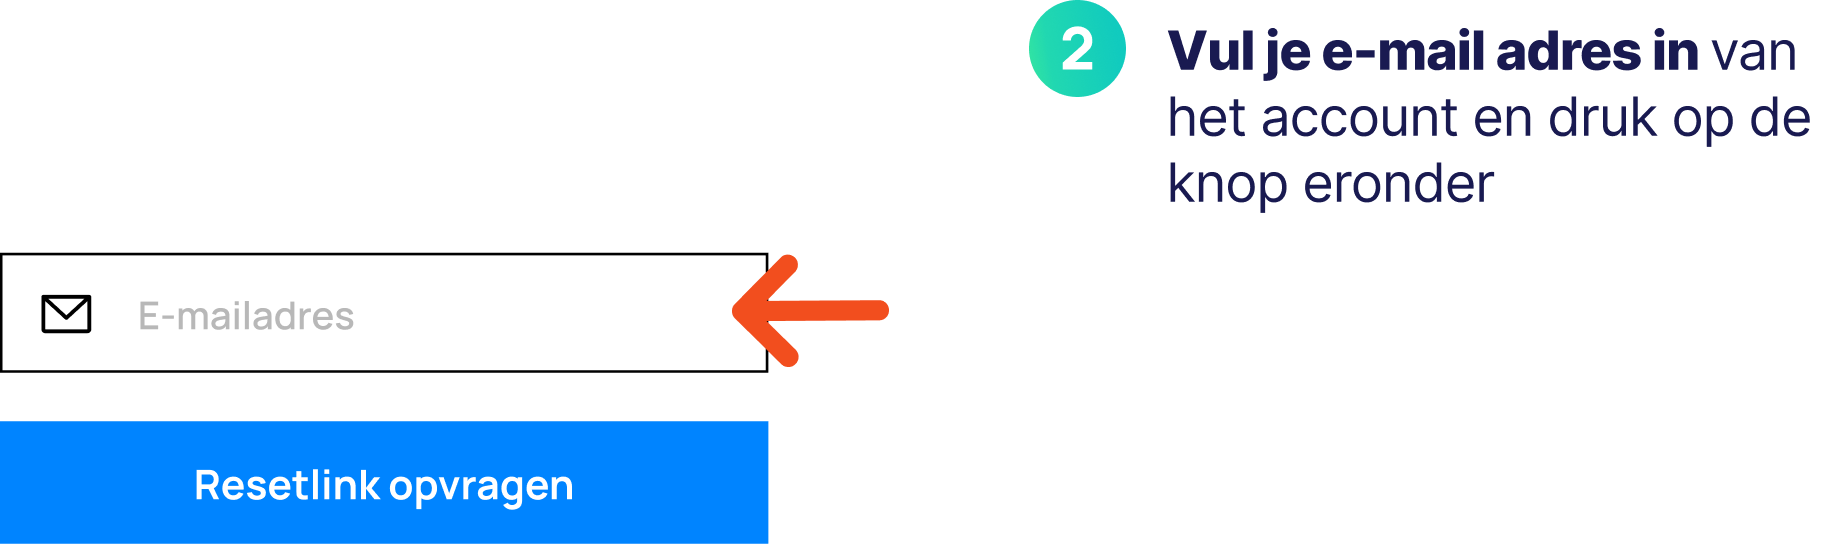 2
Vul je e-mail adres in van
het account en druk op de
knop eronder
E-mailadres
Resetlink opvragen